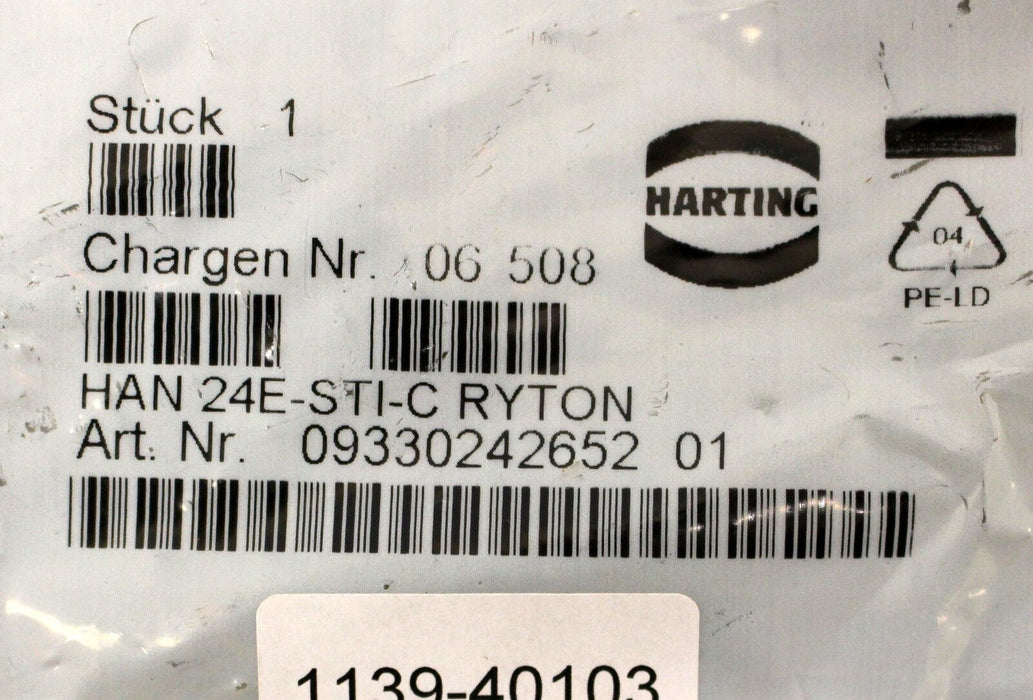 Stück 1
HARTING
04
PE-LD
Chargen Nr. 06 508
HAN 24E-STI-C RYTON
Art. Nr. 09330242652 01
1139-40103